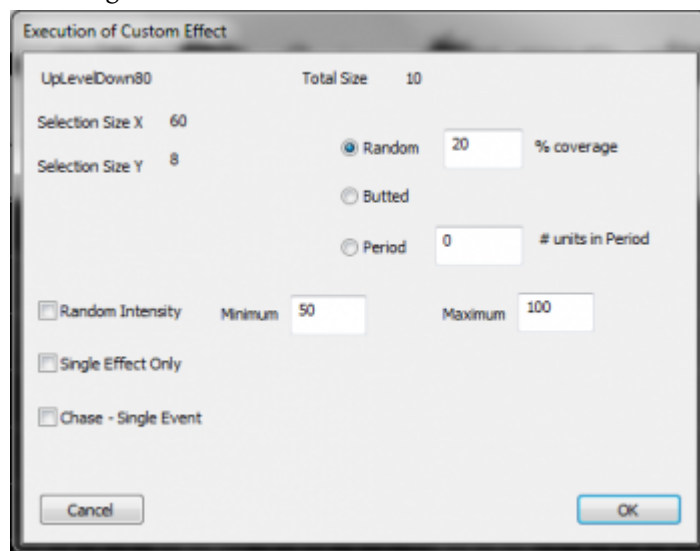 Execution of Custom Effect
UpLevelDown80 Total Size 10
Selection Size X 60
Random 20 % coverage
Selection Size Y 8
Butted
Period 0 # units in Period
Random Intensity Minimum 50 Maximum 100
Single Effect Only
Chase - Single Event
Cancel OK